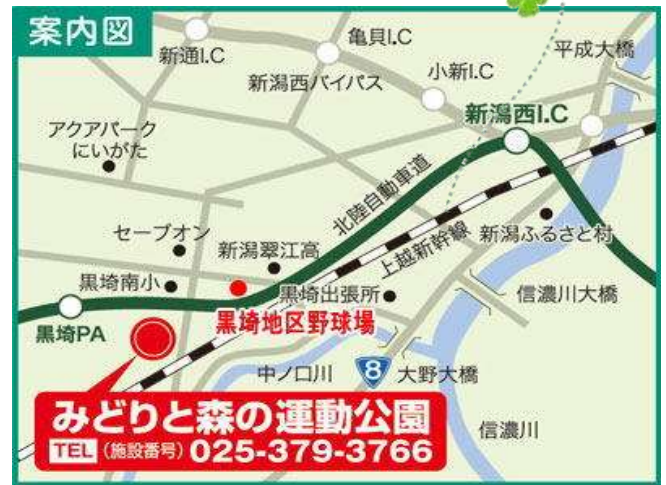 案内図
新通I.C
亀貝I.C
新潟西バイパス
小新I.C
平成大橋
新潟西I.C
アクアパーク
にいがた
北陸自動車道
セーブオン
新潟翠江高
上越新幹線
新潟ふるさと村
黒埼南小
黒埼出張所
信濃川大橋
黒埼地区野球場
黒埼PA
中ノ口川
8
大野大橋
みどりと森の運動公園
TEL(施設番号)025-379-3766
信濃川